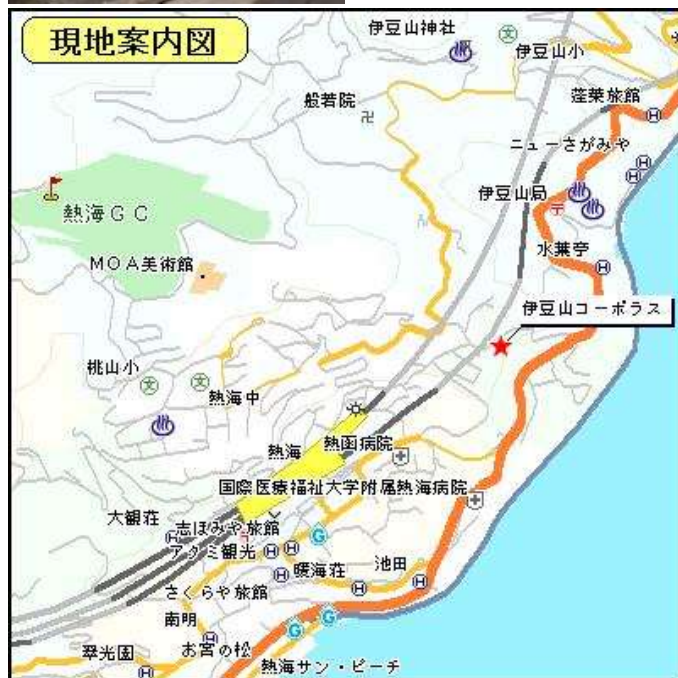 現地案内図
伊豆山神社
伊豆山小
般若院
蓬莱旅館
ニューさがみや
熱海GC
伊豆山局
MOA美術館
水葉亭
伊豆山コーポラス
桃山小
熱海中
熱海
熱函病院
国際医療福祉大学附属熱海病院
大観荘
志ほみや旅館
アタミ観光
暖海荘
池田
さくらや旅館
南明
翠光園
お宮の松
熱海サン・ビーチ